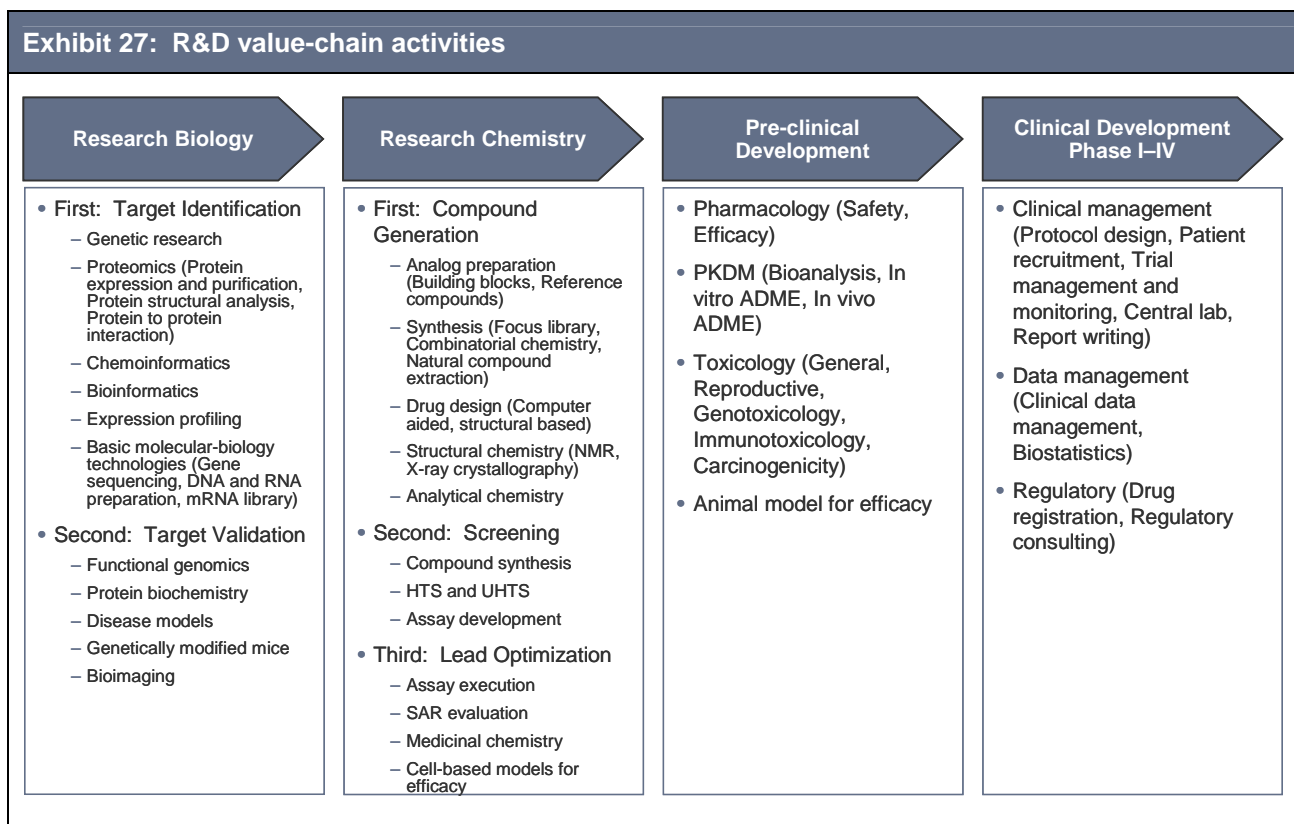 Exhibit 27: R&D value-chain activities
Research Biology
• First: Target Identification
– Genetic research
– Proteomics (Protein
expression and purification,
Protein structural analysis,
Protein to protein
interaction)
– Chemoinformatics
– Bioinformatics
– Expression profiling
– Basic molecular-biology
technologies (Gene
sequencing, DNA and RNA
preparation, mRNA library)
• Second: Target Validation
– Functional genomics
– Protein biochemistry
– Disease models
– Genetically modified mice
– Bioimaging
Research Chemistry
• First: Compound
Generation
– Analog preparation
(Building blocks, Reference
compounds)
– Synthesis (Focus library,
Combinatorial chemistry,
Natural compound
extraction)
– Drug design (Computer
aided, structural based)
– Structural chemistry (NMR,
X-ray crystallography)
– Analytical chemistry
• Second: Screening
– Compound synthesis
– HTS and UHTS
– Assay development
• Third: Lead Optimization
– Assay execution
– SAR evaluation
– Medicinal chemistry
– Cell-based models for
efficacy
Pre-clinical
Development
• Pharmacology (Safety,
Efficacy)
• PKDM (Bioanalysis, In
vitro ADME, In vivo
ADME)
• Toxicology (General,
Reproductive,
Genotoxicology,
Immunotoxicology,
Carcinogenicity)
• Animal model for efficacy
Clinical Development
Phase I–IV
• Clinical management
(Protocol design, Patient
recruitment, Trial
management and
monitoring, Central lab,
Report writing)
• Data management
(Clinical data
management,
Biostatistics)
• Regulatory (Drug
registration, Regulatory
consulting)